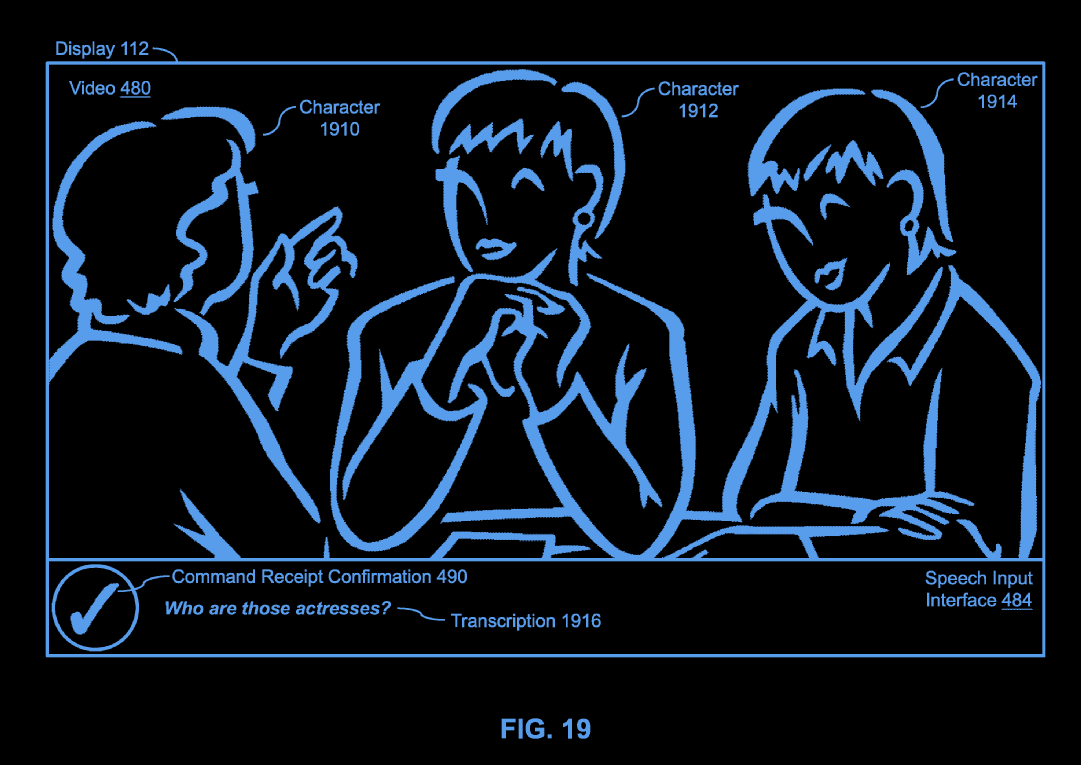 Display 112
Video 480
Character
1910
Character
1912
Character
1914
Command Receipt Confirmation 490
Who are those actresses?
Transcription 1916
Speech Input
Interface 484
FIG. 19